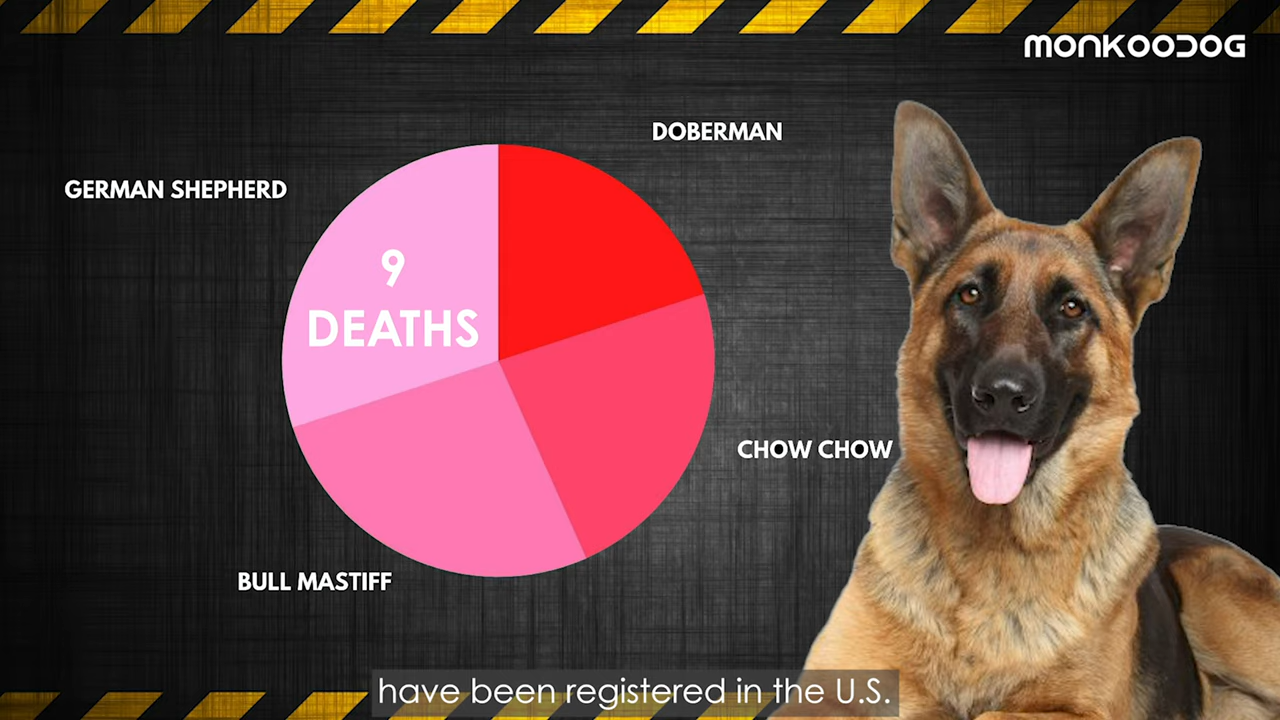 MONKOODOG
DOBERMAN
GERMAN SHEPHERD
9
DEATHS
CHOW CHOW
BULL MASTIFF
have been registered in the U.S.